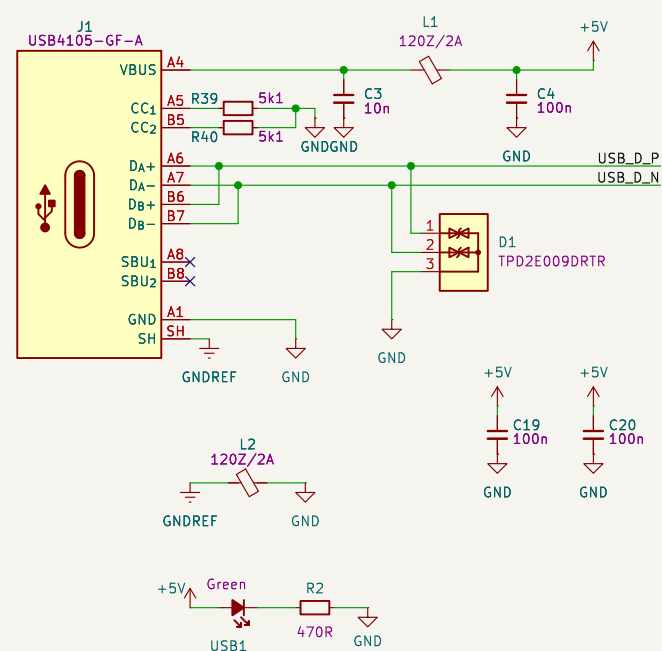 J1
USB4105-GF-A
VBUS A4
CC1 A5
CC2 B5
DA+ A6
DA- A7
DB+ B6
DB- B7
SBU1 A8
SBU2 B8
GND A1
SH SH
R39 5k1
R40 5k1
GND
GND
C3
10n
L1
120Z/2A
+5V
C4
100n
GND
USB_D_P
USB_D_N
1
2
3
D1
TPD2E009DRTR
GND
GNDREF
GND
+5V
C19
100n
GND
+5V
C20
100n
GND
L2
120Z/2A
GNDREF
GND
+5V
Green
USB1
R2
470R
GND